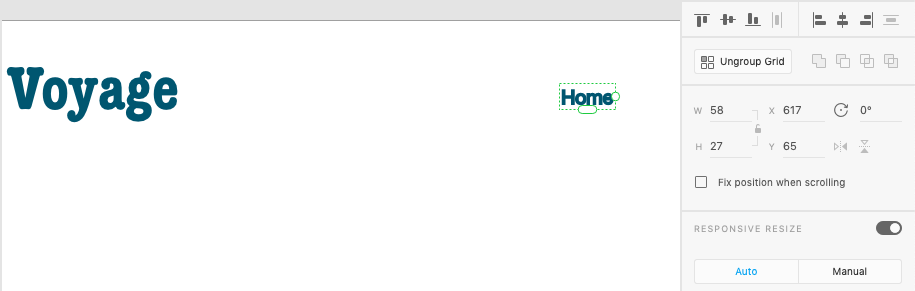 Voyage
Home
Ungroup Grid
W 58 X 617 0°
H 27 Y 65
Fix position when scrolling
RESPONSIVE RESIZE
Auto Manual